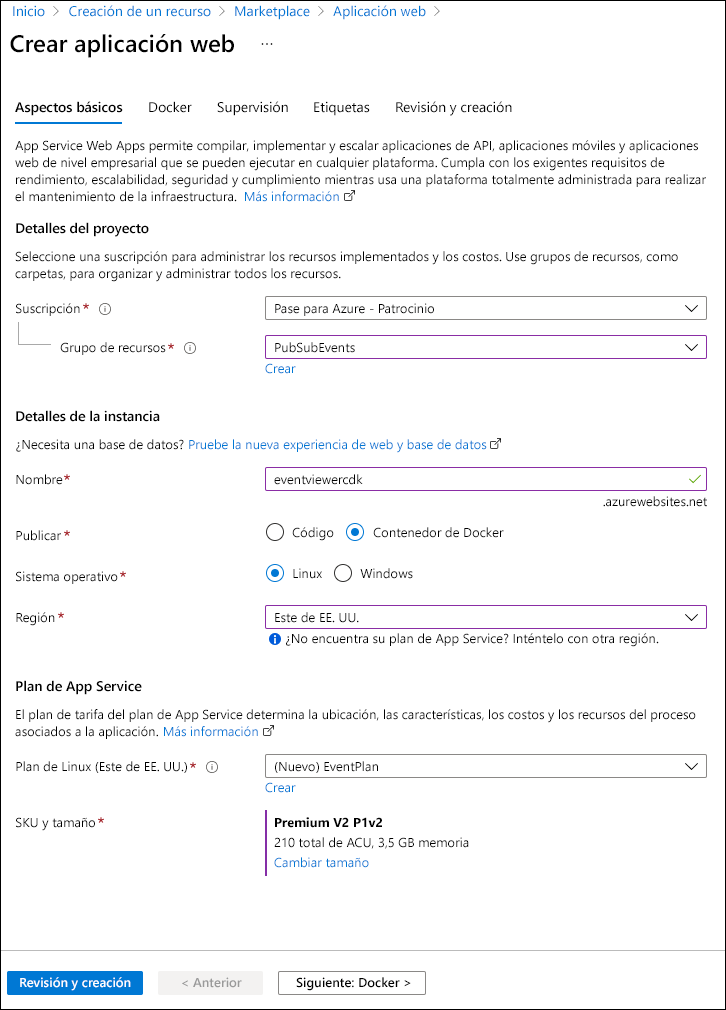 Inicio > Creación de un recurso > Marketplace > Aplicación web >
Crear aplicación web ...
Aspectos básicos Docker Supervisión Etiquetas Revisión y creación
App Service Web Apps permite compilar, implementar y escalar aplicaciones de API, aplicaciones móviles y aplicaciones
web de nivel empresarial que se pueden ejecutar en cualquier plataforma. Cumpla con los exigentes requisitos de
rendimiento, escalabilidad, seguridad y cumplimiento mientras usa una plataforma totalmente administrada para realizar
el mantenimiento de la infraestructura. Más información
Detalles del proyecto
Seleccione una suscripción para administrar los recursos implementados y los costos. Use grupos de recursos, como
carpetas, para organizar y administrar todos los recursos.
Suscripción* Pase para Azure - Patrocinio
Grupo de recursos* PubSubEvents
Crear
Detalles de la instancia
¿Necesita una base de datos? Pruebe la nueva experiencia de web y base de datos
Nombre* eventviewercdk
.azurewebsites.net
Publicar* Código Contenedor de Docker
Sistema operativo* Linux Windows
Región* Este de EE. UU.
¿No encuentra su plan de App Service? Inténtelo con otra región.
Plan de App Service
El plan de tarifa del plan de App Service determina la ubicación, las características, los costos y los recursos del proceso
asociados a la aplicación. Más información
Plan de Linux (Este de EE. UU.)* (Nuevo) EventPlan
Crear
SKU y tamaño* Premium V2 P1v2
210 total de ACU, 3,5 GB memoria
Cambiar tamaño
Revisión y creación < Anterior Siguiente: Docker >